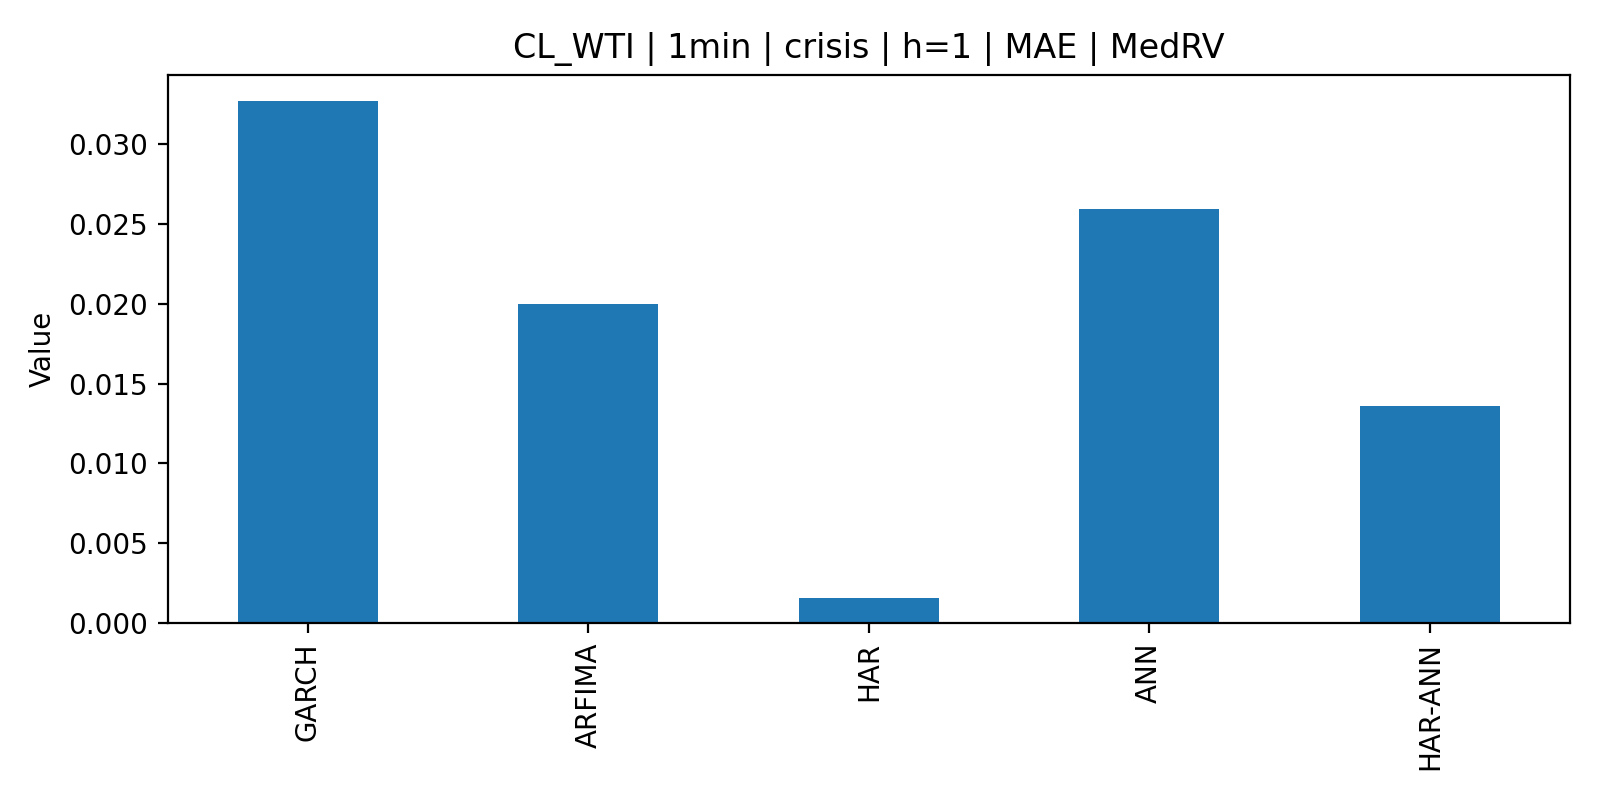 CL_WTI | 1min | crisis | h=1 | MAE | MedRV
Value
0.030
0.025
0.020
0.015
0.010
0.005
0.000
GARCH
ARFIMA
HAR
ANN
HAR-ANN